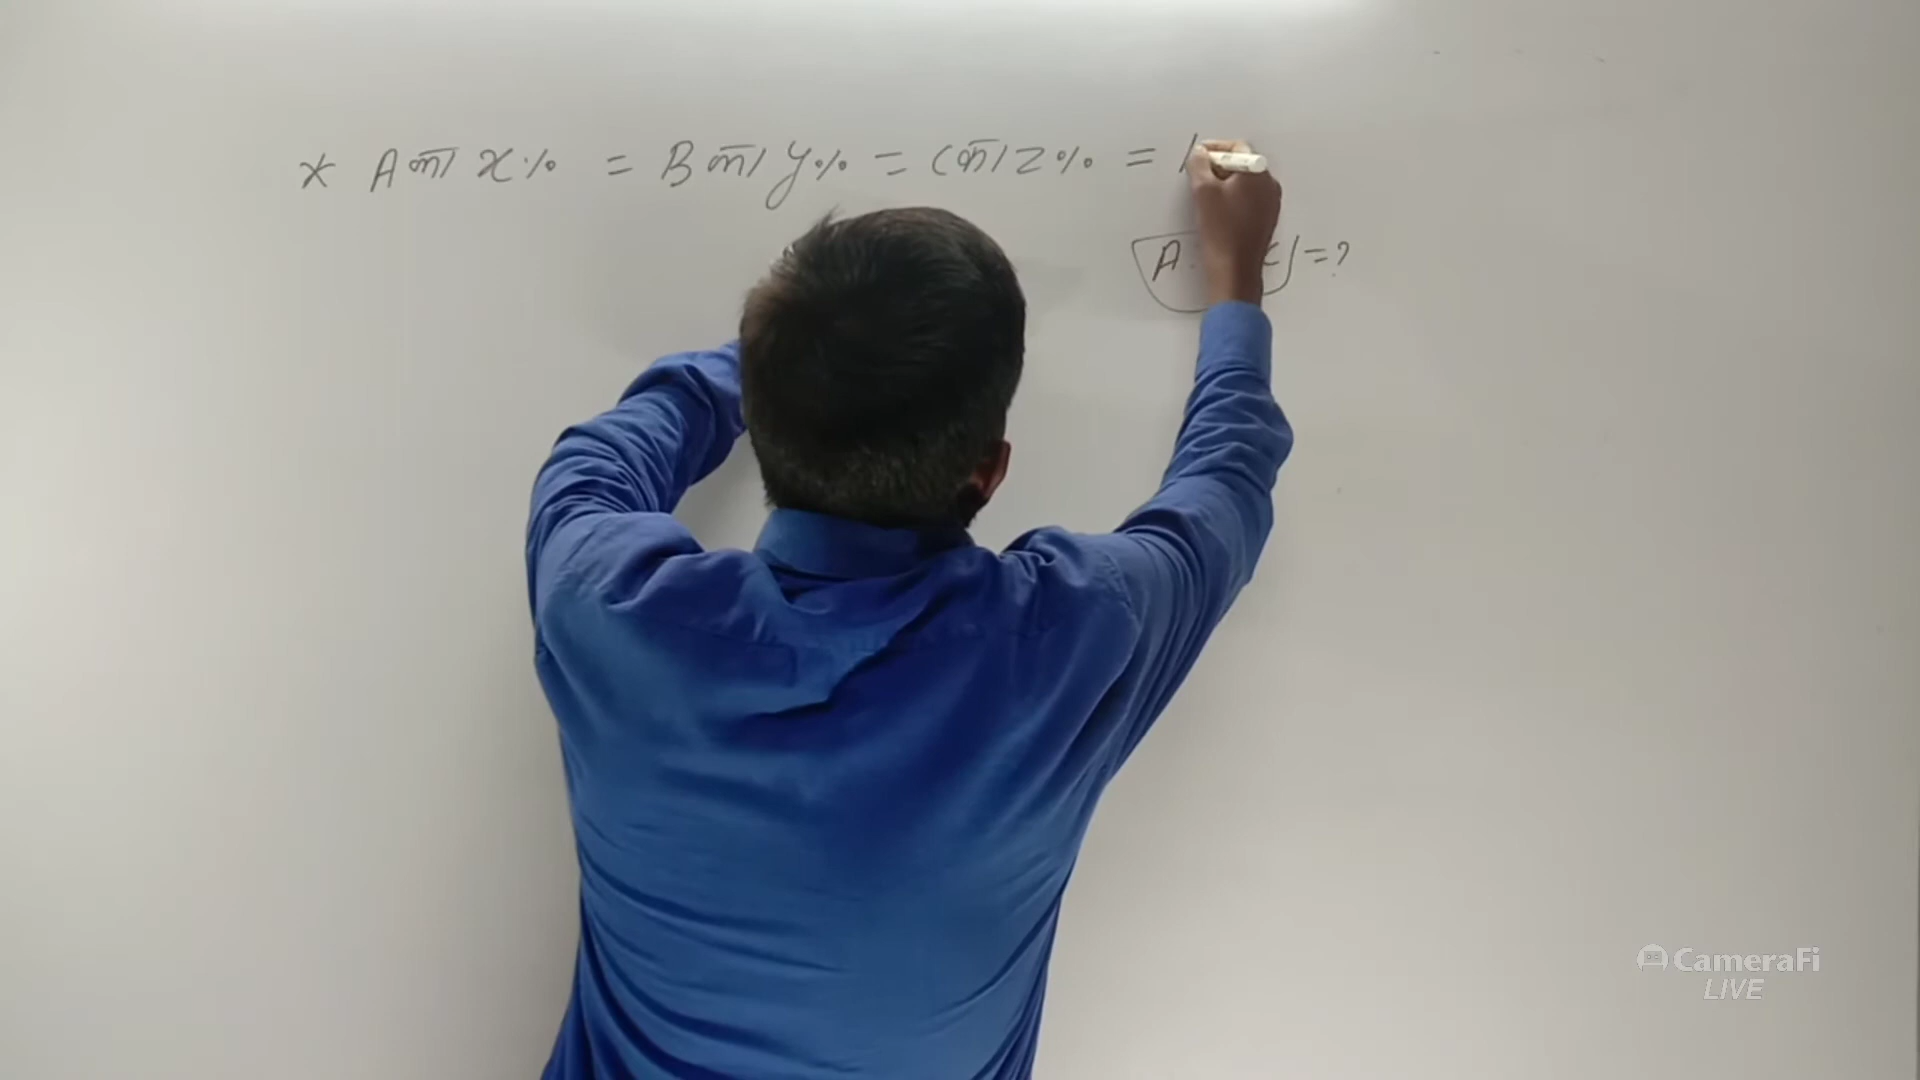 * A का x% = B का y% = C का z% =
A : = ?
CameraFi
LIVE